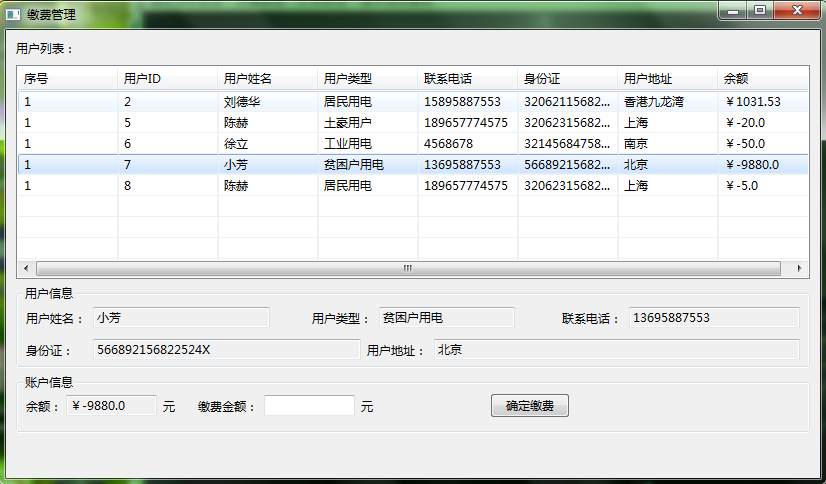 缴费管理
用户列表：
序号 用户ID 用户姓名 用户类型 联系电话 身份证 用户地址 余额
1 2 刘德华 居民用电 15895887553 32062115682... 香港九龙湾 ￥1031.53
1 5 陈赫 土豪用户 189657774575 32062315682... 上海 ￥-20.0
1 6 徐立 工业用电 4568678 32145684758... 南京 ￥-50.0
1 7 小芳 贫困户用电 13695887553 56689215682... 北京 ￥-9880.0
1 8 陈赫 居民用电 189657774575 32062315682... 上海 ￥-5.0
用户信息
用户姓名： 小芳 用户类型： 贫困户用电 联系电话： 13695887553
身份证： 566892156822524X 用户地址： 北京
账户信息
余额： ￥-9880.0 元 缴费金额： 元 确定缴费